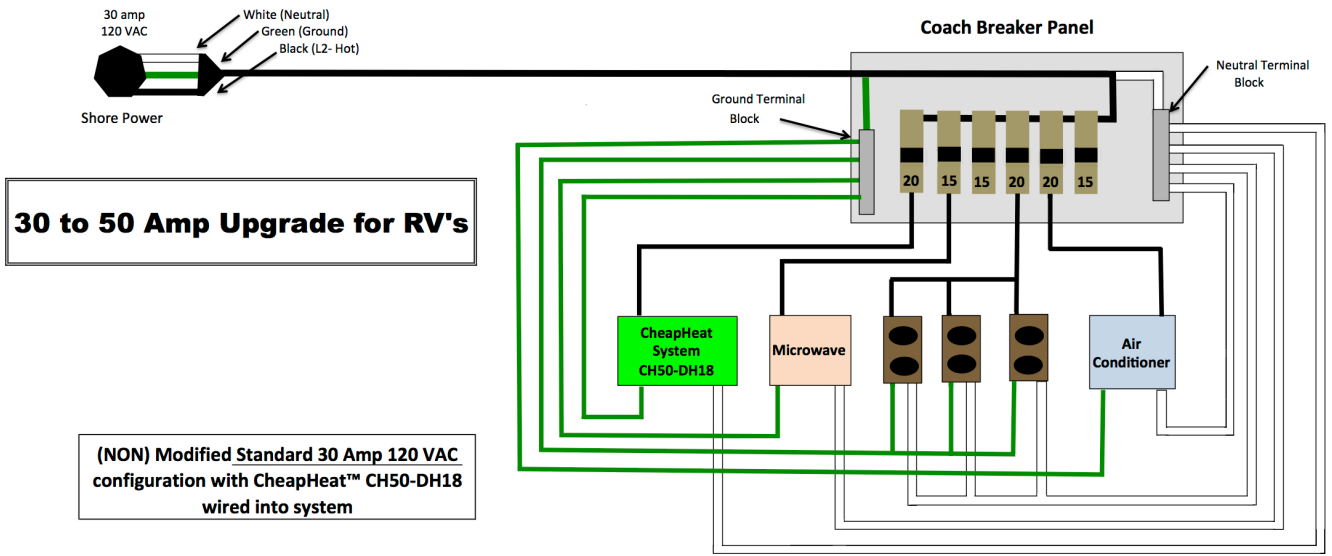 30 amp
120 VAC
White (Neutral)
Green (Ground)
Black (L2- Hot)
Shore Power
Coach Breaker Panel
Neutral Terminal
Block
Ground Terminal
Block
20 15 15 20 20 15
30 to 50 Amp Upgrade for RV's
CheapHeat
System
CH50-DH18
Microwave
Air
Conditioner
(NON) Modified Standard 30 Amp 120 VAC
configuration with CheapHeat™ CH50-DH18
wired into system